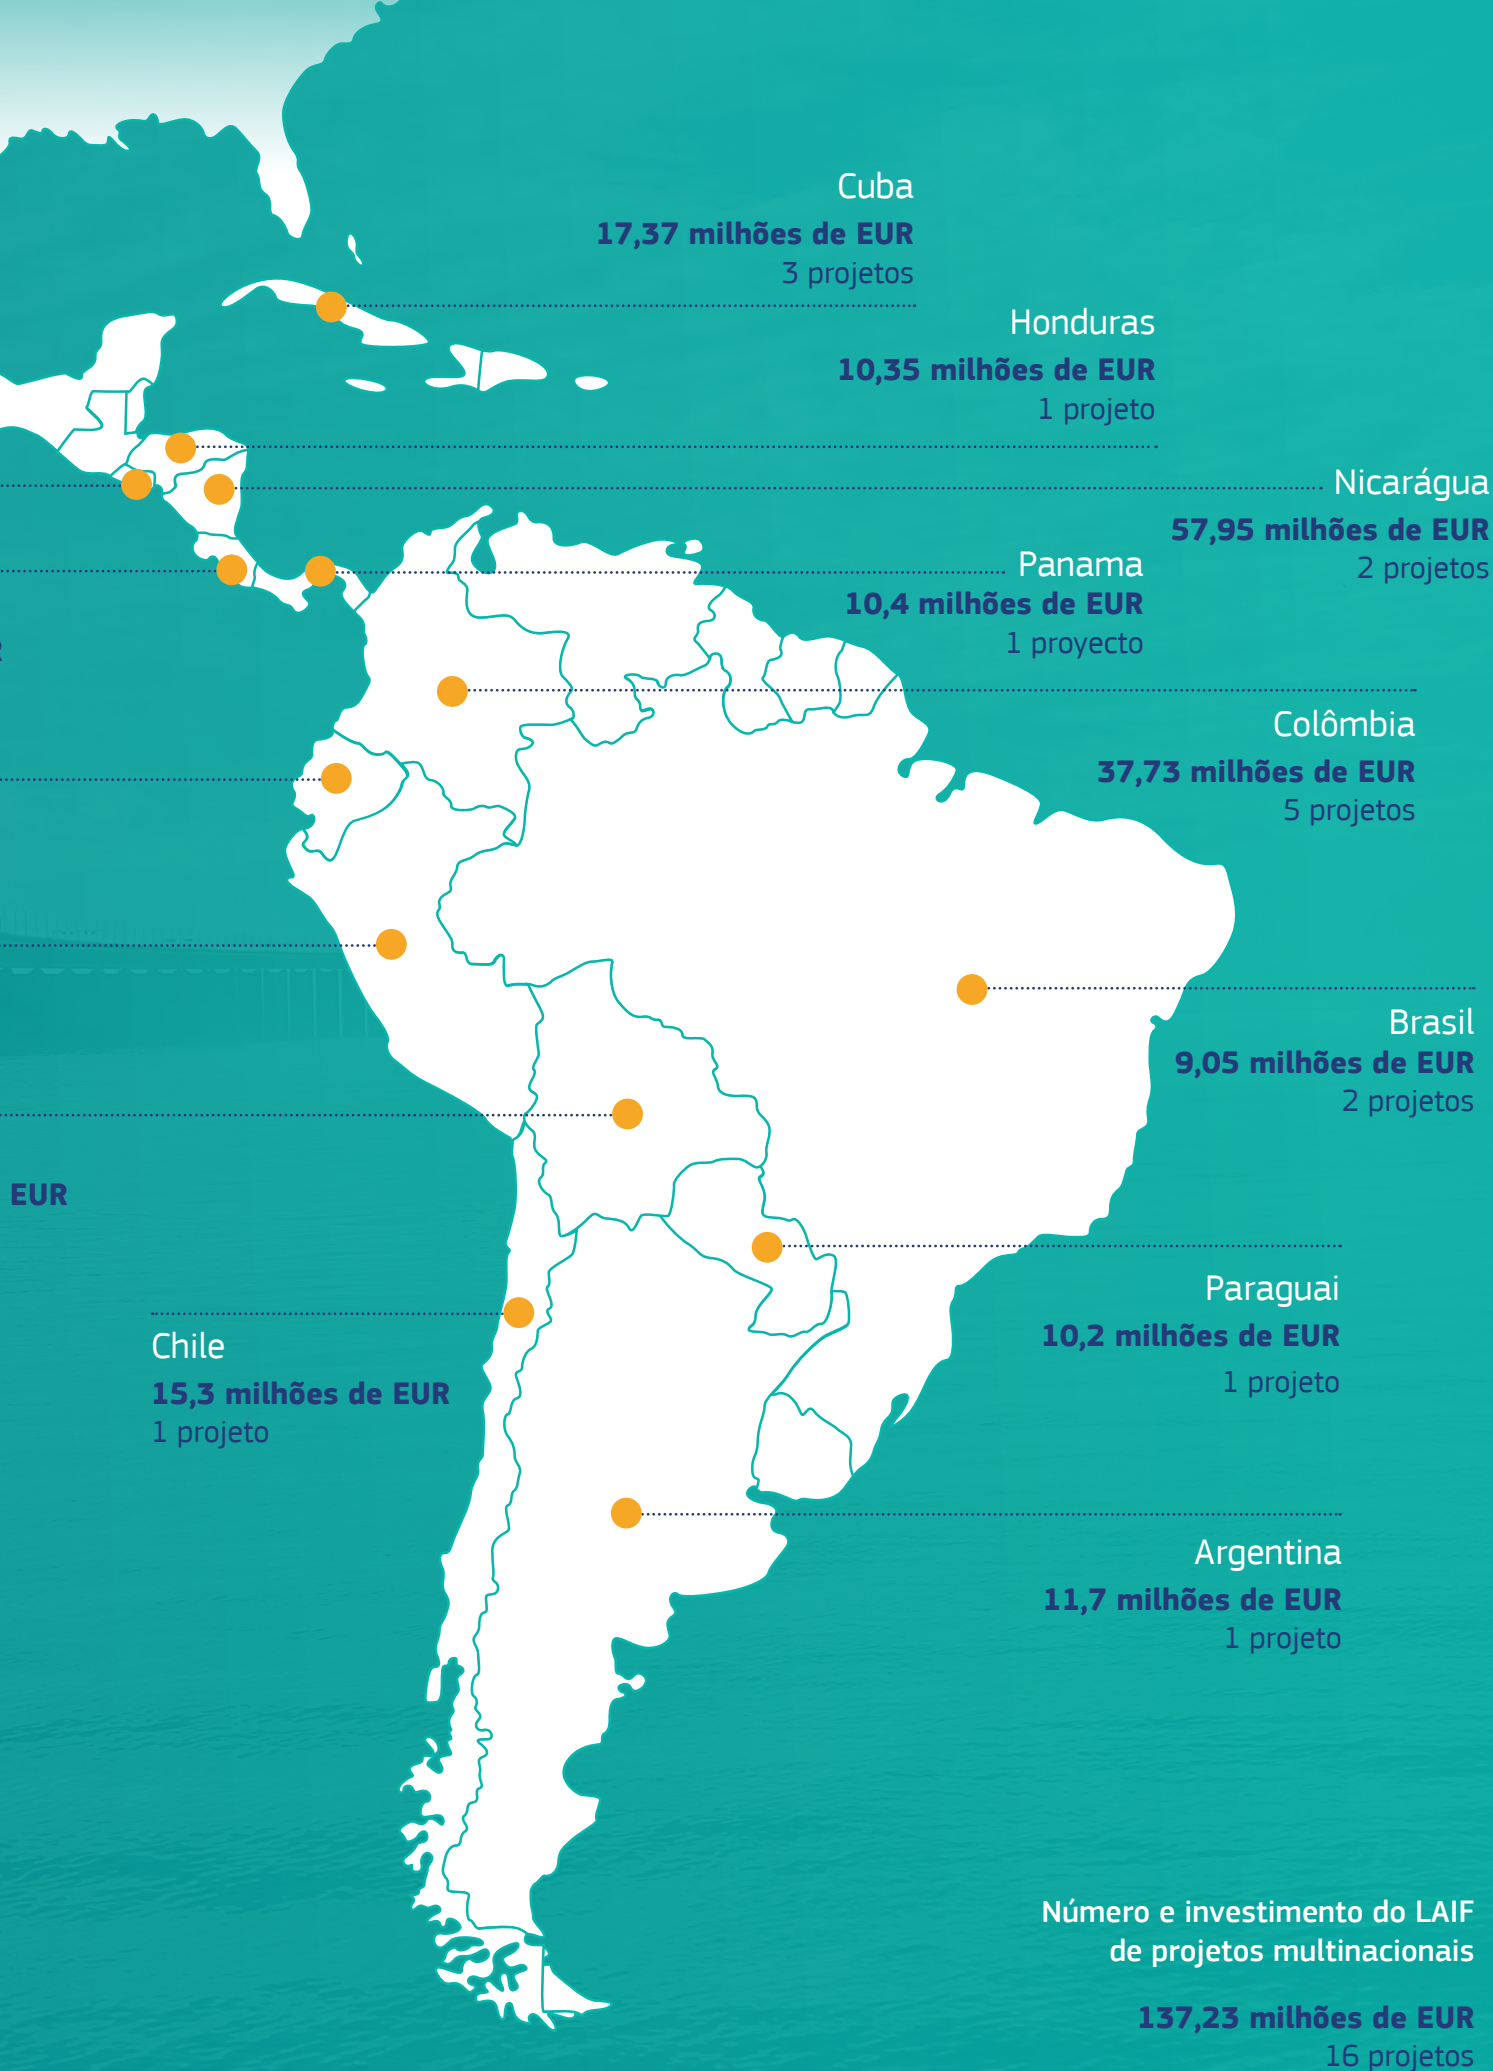 Cuba
17,37 milhões de EUR
3 projetos
Honduras
10,35 milhões de EUR
1 projeto
Nicarágua
57,95 milhões de EUR
2 projetos
Panama
10,4 milhões de EUR
1 proyecto
Colômbia
37,73 milhões de EUR
5 projetos
Brasil
9,05 milhões de EUR
2 projetos
EUR
Paraguai
10,2 milhões de EUR
1 projeto
Chile
15,3 milhões de EUR
1 projeto
Argentina
11,7 milhões de EUR
1 projeto
Número e investimento do LAIF
de projetos multinacionais
137,23 milhões de EUR
16 projetos